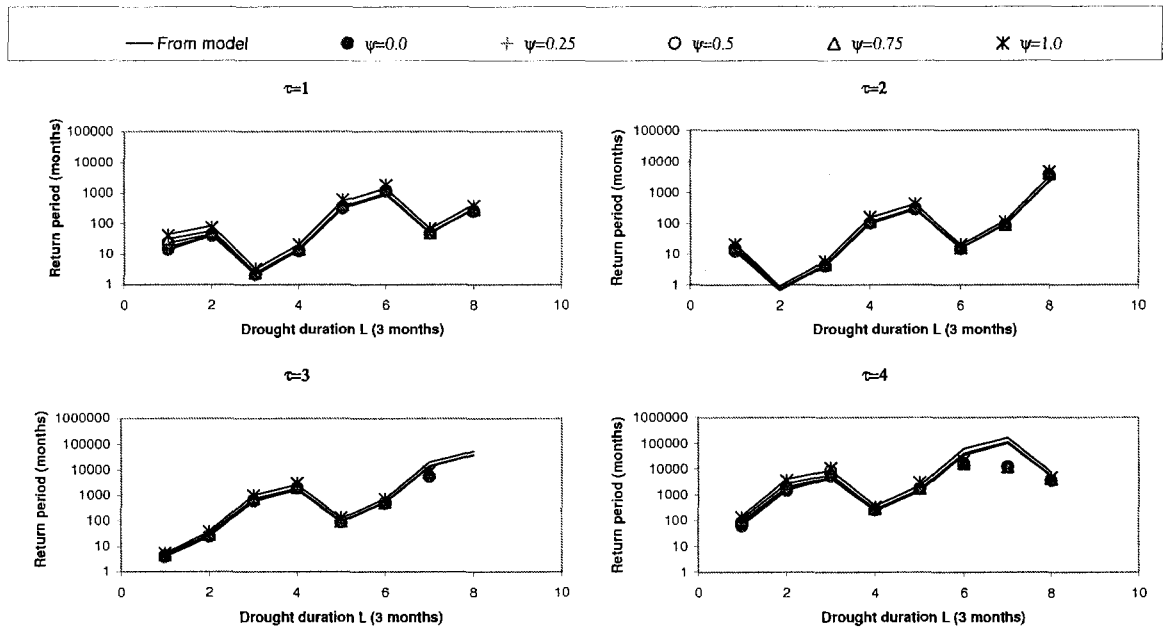 From model ψ=0.0 ψ=0.25 ψ=0.5 ψ=0.75 ψ=1.0
τ=1
Return period (months)
100000
10000
1000
100
10
1
0 2 4 6 8 10
Drought duration L (3 months)
τ=2
Return period (months)
100000
10000
1000
100
10
1
0 2 4 6 8 10
Drought duration L (3 months)
τ=3
Return period (months)
1000000
100000
10000
1000
100
10
1
0 2 4 6 8 10
Drought duration L (3 months)
τ=4
Return period (months)
1000000
100000
10000
1000
100
10
1
0 2 4 6 8 10
Drought duration L (3 months)